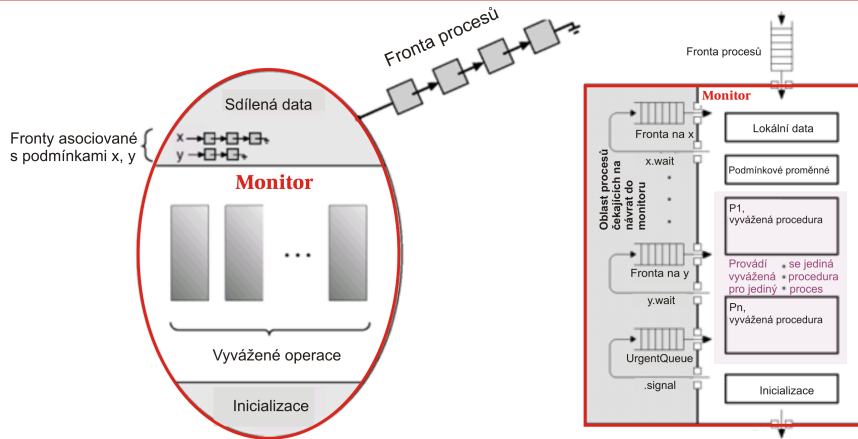 Fronta procesů
Sdílená data
Fronty asociované
s podmínkami x, y
x
y
Monitor
Vyvážené operace
Inicializace
Fronta procesů
Monitor
Oblast procesů
čekajících na
návrat do
monitoru
Fronta na x
x.wait
Fronta na y
y.wait
UrgentQueue
.signal
Lokální data
Podmínkové proměnné
P1,
vyvážená procedura
Provádí se jediná
vyvážená procedura
pro jediný proces
Pn,
vyvážená procedura
Inicializace